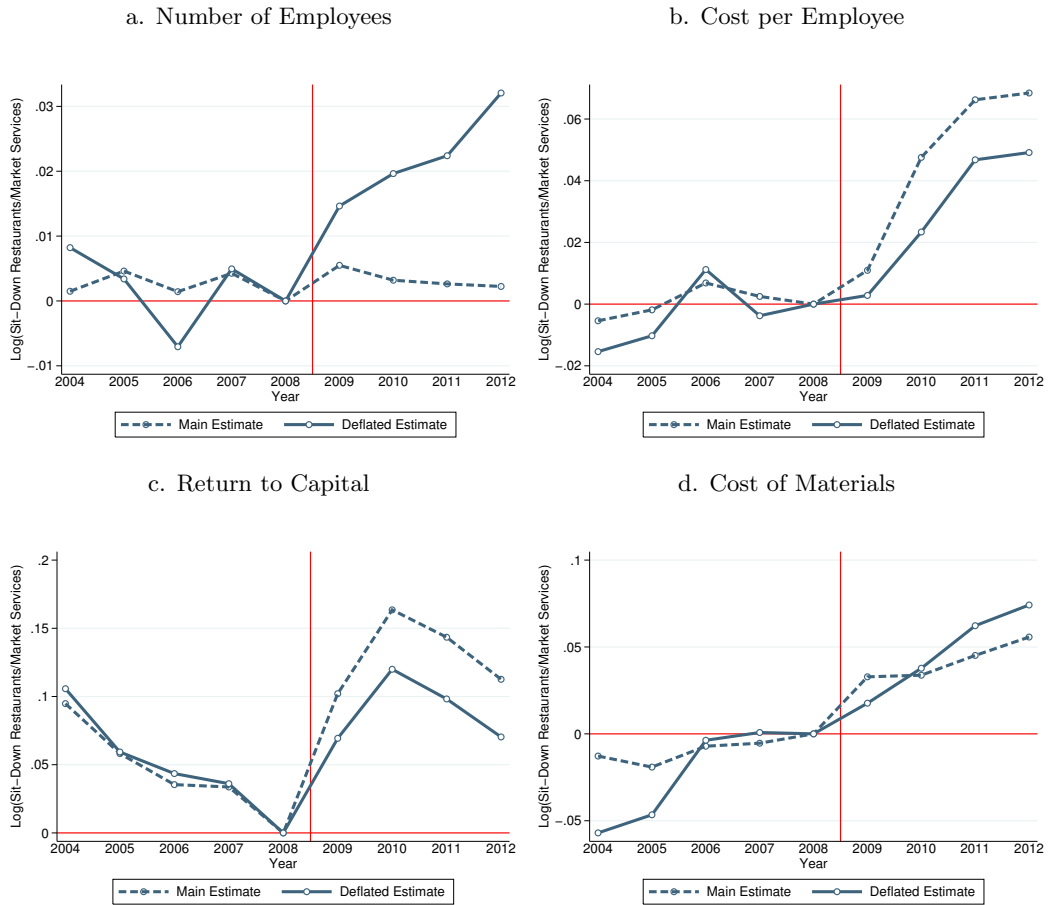 a. Number of Employees
Log(Sit−Down Restaurants/Market Services)
.03
.02
.01
0
−.01
2004 2005 2006 2007 2008 2009 2010 2011 2012
Year
Main Estimate Deflated Estimate
b. Cost per Employee
Log(Sit−Down Restaurants/Market Services)
.06
.04
.02
0
−.02
2004 2005 2006 2007 2008 2009 2010 2011 2012
Year
Main Estimate Deflated Estimate
c. Return to Capital
Log(Sit−Down Restaurants/Market Services)
.2
.15
.1
.05
0
2004 2005 2006 2007 2008 2009 2010 2011 2012
Year
Main Estimate Deflated Estimate
d. Cost of Materials
Log(Sit−Down Restaurants/Market Services)
.1
.05
0
−.05
2004 2005 2006 2007 2008 2009 2010 2011 2012
Year
Main Estimate Deflated Estimate